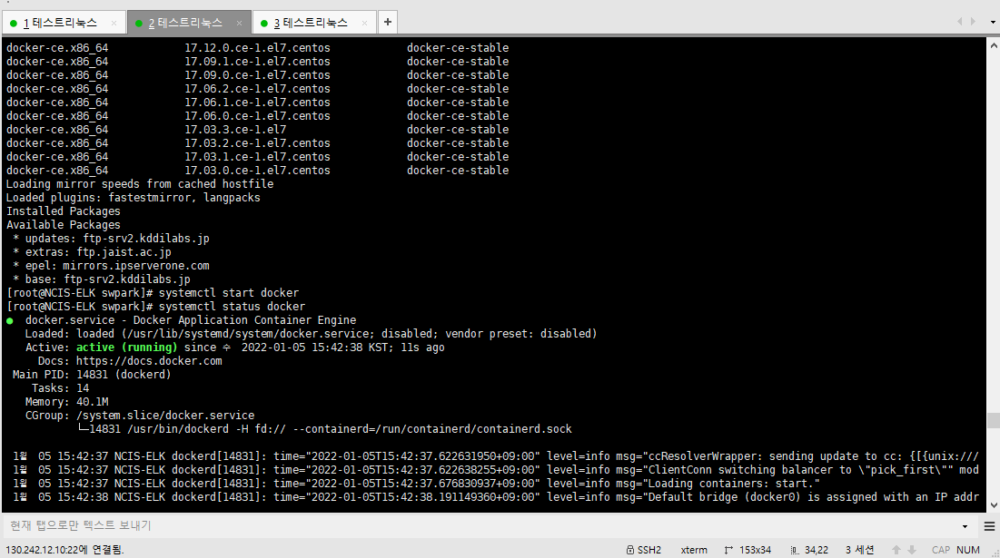 1 테스트리눅스 ×
2 테스트리눅스 ×
3 테스트리눅스 ×
+
docker-ce.x86_64 17.12.0.ce-1.el7.centos docker-ce-stable
docker-ce.x86_64 17.09.1.ce-1.el7.centos docker-ce-stable
docker-ce.x86_64 17.09.0.ce-1.el7.centos docker-ce-stable
docker-ce.x86_64 17.06.2.ce-1.el7.centos docker-ce-stable
docker-ce.x86_64 17.06.1.ce-1.el7.centos docker-ce-stable
docker-ce.x86_64 17.06.0.ce-1.el7.centos docker-ce-stable
docker-ce.x86_64 17.03.3.ce-1.el7 docker-ce-stable
docker-ce.x86_64 17.03.2.ce-1.el7.centos docker-ce-stable
docker-ce.x86_64 17.03.1.ce-1.el7.centos docker-ce-stable
docker-ce.x86_64 17.03.0.ce-1.el7.centos docker-ce-stable
Loading mirror speeds from cached hostfile
Loaded plugins: fastestmirror, langpacks
Installed Packages
Available Packages
* updates: ftp-srv2.kddilabs.jp
* extras: ftp.jaist.ac.jp
* epel: mirrors.ipserverone.com
* base: ftp-srv2.kddilabs.jp
[root@NCIS-ELK swpark]# systemctl start docker
[root@NCIS-ELK swpark]# systemctl status docker
● docker.service - Docker Application Container Engine
Loaded: loaded (/usr/lib/systemd/system/docker.service; disabled; vendor preset: disabled)
Active: active (running) since 수 2022-01-05 15:42:38 KST; 11s ago
Docs: https://docs.docker.com
Main PID: 14831 (dockerd)
Tasks: 14
Memory: 40.1M
CGroup: /system.slice/docker.service
└─14831 /usr/bin/dockerd -H fd:// --containerd=/run/containerd/containerd.sock
1월 05 15:42:37 NCIS-ELK dockerd[14831]: time="2022-01-05T15:42:37.622631950+09:00" level=info msg="ccResolverWrapper: sending update to cc: {[{unix:///
1월 05 15:42:37 NCIS-ELK dockerd[14831]: time="2022-01-05T15:42:37.622638255+09:00" level=info msg="ClientConn switching balancer to \"pick_first\"" mod
1월 05 15:42:37 NCIS-ELK dockerd[14831]: time="2022-01-05T15:42:37.676830937+09:00" level=info msg="Loading containers: start."
1월 05 15:42:38 NCIS-ELK dockerd[14831]: time="2022-01-05T15:42:38.191149360+09:00" level=info msg="Default bridge (docker0) is assigned with an IP addr
현재 탭으로만 텍스트 보내기
130.242.12.10:22에 연결됨. SSH2 xterm 153x34 34,22 3 세션 CAP NUM